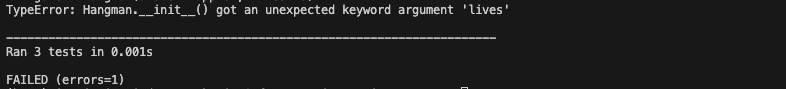 TypeError: Hangman.__init__() got an unexpected keyword argument 'lives'
----------------------------------------------------------------------
Ran 3 tests in 0.001s
FAILED (errors=1)